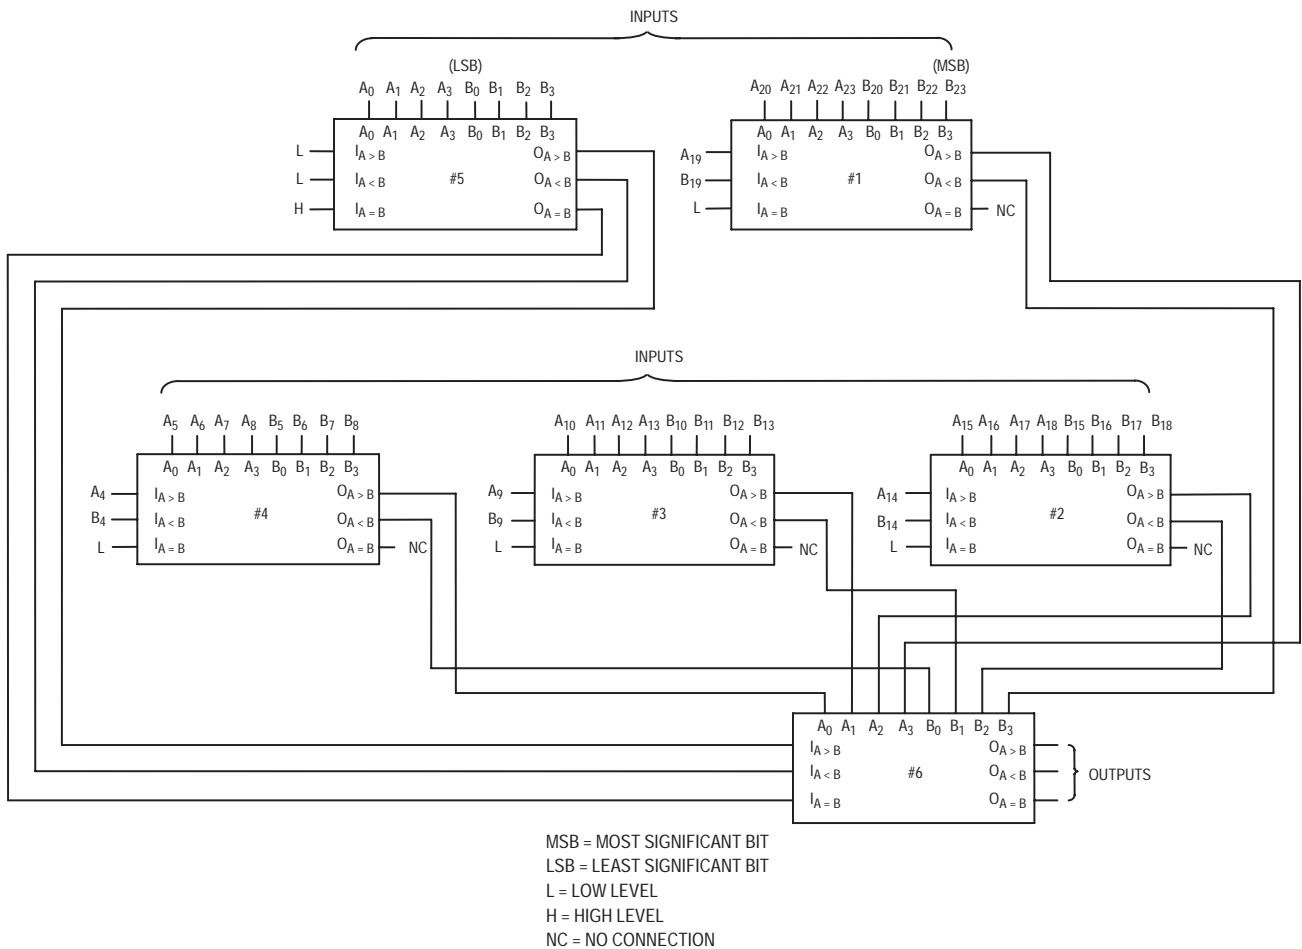 INPUTS
(LSB) (MSB)
A0 A1 A2 A3 B0 B1 B2 B3 A20 A21 A22 A23 B20 B21 B22 B23
A0 A1 A2 A3 B0 B1 B2 B3 A0 A1 A2 A3 B0 B1 B2 B3
L IA > B OA > B A19 IA > B OA > B
L IA < B #5 OA < B B19 IA < B #1 OA < B
H IA = B OA = B L IA = B OA = B NC
INPUTS
A5 A6 A7 A8 B5 B6 B7 B8 A10 A11 A12 A13 B10 B11 B12 B13 A15 A16 A17 A18 B15 B16 B17 B18
A0 A1 A2 A3 B0 B1 B2 B3 A0 A1 A2 A3 B0 B1 B2 B3 A0 A1 A2 A3 B0 B1 B2 B3
A4 IA > B OA > B A9 IA > B OA > B A14 IA > B OA > B
B4 IA < B #4 OA < B B9 IA < B #3 OA < B B14 IA < B #2 OA < B
L IA = B OA = B NC L IA = B OA = B NC L IA = B OA = B NC
A0 A1 A2 A3 B0 B1 B2 B3
IA > B OA > B
IA < B #6 OA < B OUTPUTS
IA = B OA = B
MSB = MOST SIGNIFICANT BIT
LSB = LEAST SIGNIFICANT BIT
L = LOW LEVEL
H = HIGH LEVEL
NC = NO CONNECTION